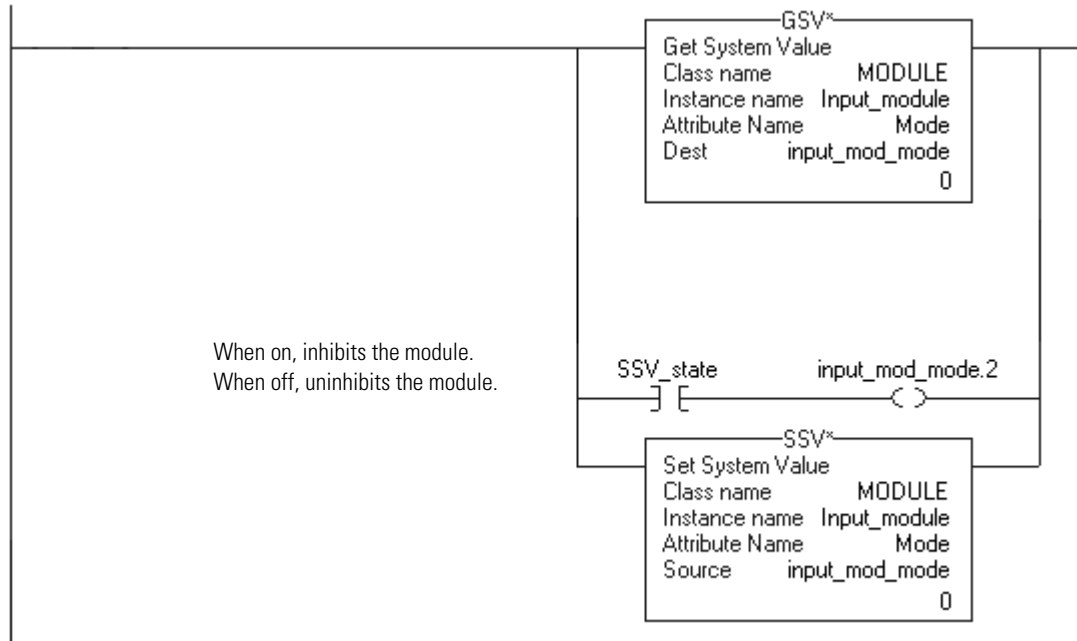 GSV*
Get System Value
Class name MODULE
Instance name Input_module
Attribute Name Mode
Dest input_mod_mode
0
When on, inhibits the module.
When off, uninhibits the module.
SSV_state input_mod_mode.2
SSV*
Set System Value
Class name MODULE
Instance name Input_module
Attribute Name Mode
Source input_mod_mode
0